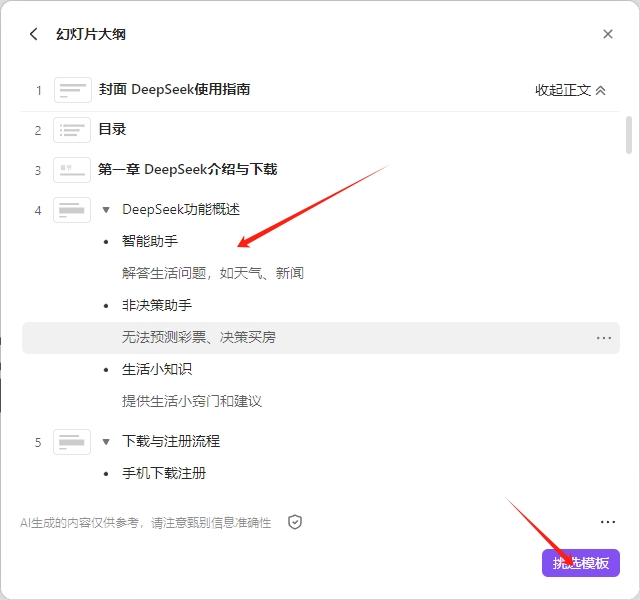 幻灯片大纲
1 封面 DeepSeek使用指南 收起正文
2 目录
3 第一章 DeepSeek介绍与下载
4 DeepSeek功能概述
智能助手
解答生活问题，如天气、新闻
非决策助手
无法预测彩票、决策买房
生活小知识
提供生活小窍门和建议
5 下载与注册流程
手机下载注册
AI生成的内容仅供参考，请注意甄别信息准确性
挑选模板